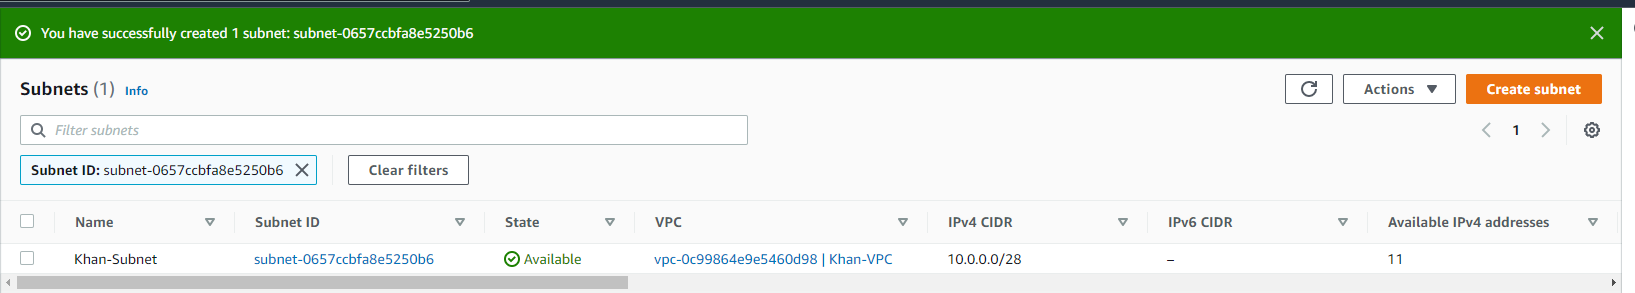 You have successfully created 1 subnet: subnet-0657ccbfa8e5250b6
Subnets (1) Info
Actions
Create subnet
Filter subnets
1
Subnet ID: subnet-0657ccbfa8e5250b6
Clear filters
Name Subnet ID State VPC IPv4 CIDR IPv6 CIDR Available IPv4 addresses
Khan-Subnet subnet-0657ccbfa8e5250b6 Available vpc-0c99864e9e5460d98 | Khan-VPC 10.0.0.0/28 – 11